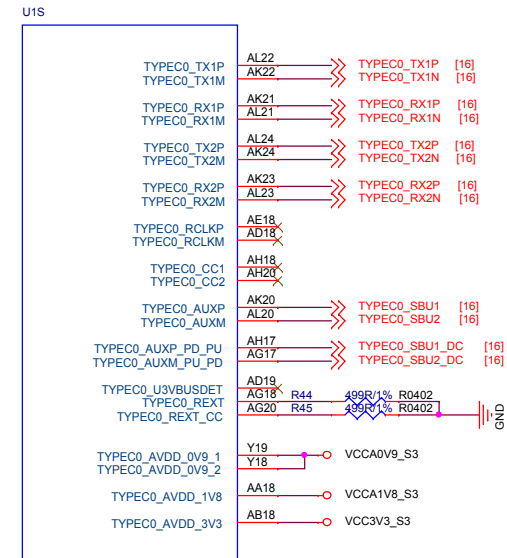 U1S
TYPEC0_TX1P AL22 TYPEC0_TX1P [16]
TYPEC0_TX1M AK22 TYPEC0_TX1N [16]
TYPEC0_RX1P AK21 TYPEC0_RX1P [16]
TYPEC0_RX1M AL21 TYPEC0_RX1N [16]
TYPEC0_TX2P AL24 TYPEC0_TX2P [16]
TYPEC0_TX2M AK24 TYPEC0_TX2N [16]
TYPEC0_RX2P AK23 TYPEC0_RX2P [16]
TYPEC0_RX2M AL23 TYPEC0_RX2N [16]
TYPEC0_RCLKP AE18
TYPEC0_RCLKM AD18
TYPEC0_CC1 AH18
TYPEC0_CC2 AH20
TYPEC0_AUXP AK20 TYPEC0_SBU1 [16]
TYPEC0_AUXM AL20 TYPEC0_SBU2 [16]
TYPEC0_AUXP_PD_PU AH17 TYPEC0_SBU1_DC [16]
TYPEC0_AUXM_PU_PD AG17 TYPEC0_SBU2_DC [16]
TYPEC0_U3VBUSDET AD19
TYPEC0_REXT AG18 R44 499R/1% R0402
TYPEC0_REXT_CC AG20 R45 499R/1% R0402
GND
TYPEC0_AVDD_0V9_1 Y19 VCCA0V9_S3
TYPEC0_AVDD_0V9_2 Y18
TYPEC0_AVDD_1V8 AA18 VCCA1V8_S3
TYPEC0_AVDD_3V3 AB18 VCC3V3_S3